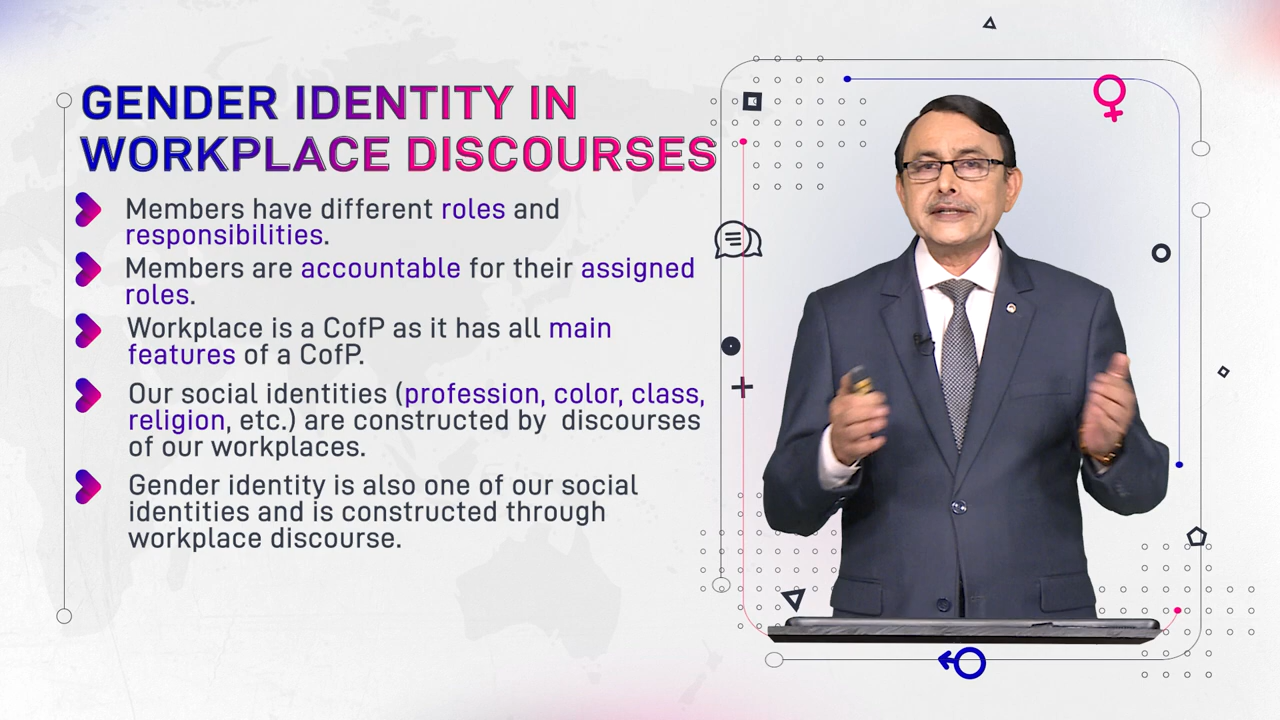 GENDER IDENTITY IN
WORKPLACE DISCOURSES
Members have different roles and
responsibilities.
Members are accountable for their assigned
roles.
Workplace is a CofP as it has all main
features of a CofP.
Our social identities (profession, color, class,
religion, etc.) are constructed by discourses
of our workplaces.
Gender identity is also one of our social
identities and is constructed through
workplace discourse.